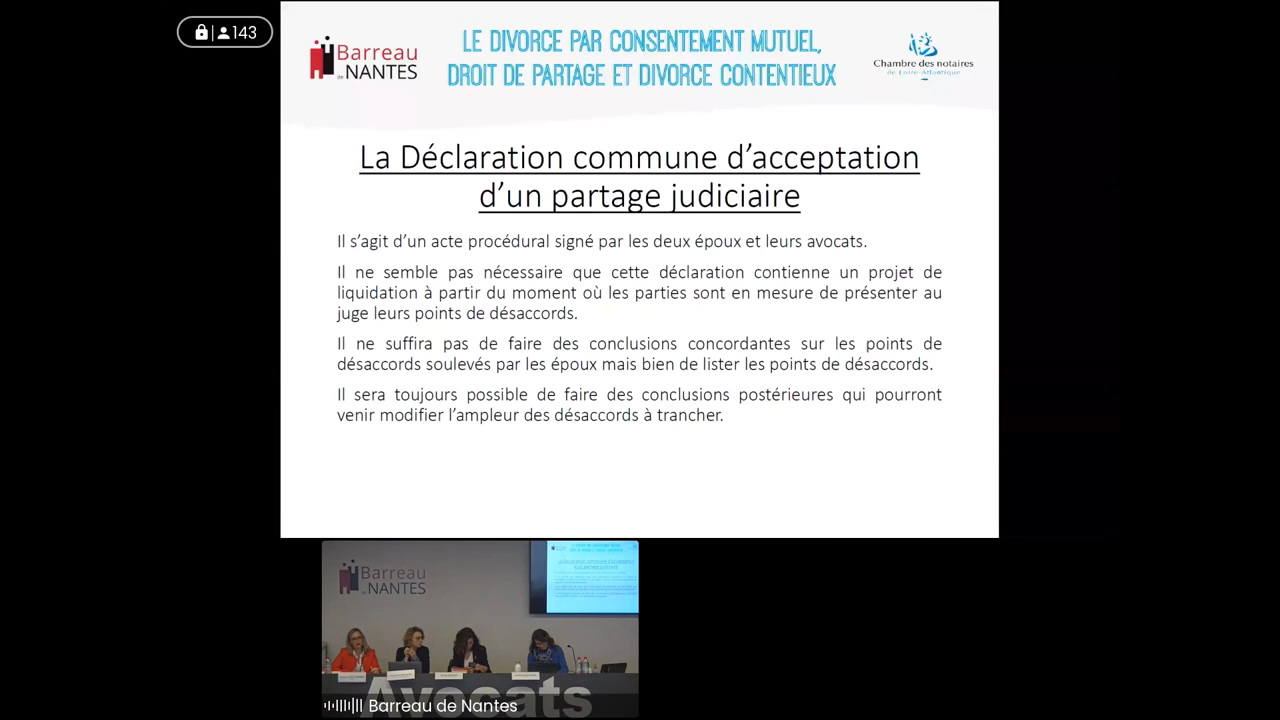 143
Barreau
de NANTES
LE DIVORCE PAR CONSENTEMENT MUTUEL,
DROIT DE PARTAGE ET DIVORCE CONTENTIEUX
Chambre des notaires
de Loire-Atlantique
La Déclaration commune d’acceptation
d’un partage judiciaire
Il s’agit d’un acte procédural signé par les deux époux et leurs avocats.
Il ne semble pas nécessaire que cette déclaration contienne un projet de
liquidation à partir du moment où les parties sont en mesure de présenter au
juge leurs points de désaccords.
Il ne suffira pas de faire des conclusions concordantes sur les points de
désaccords soulevés par les époux mais bien de lister les points de désaccords.
Il sera toujours possible de faire des conclusions postérieures qui pourront
venir modifier l’ampleur des désaccords à trancher.
Barreau
NANTES
Avocats
Barreau de Nantes